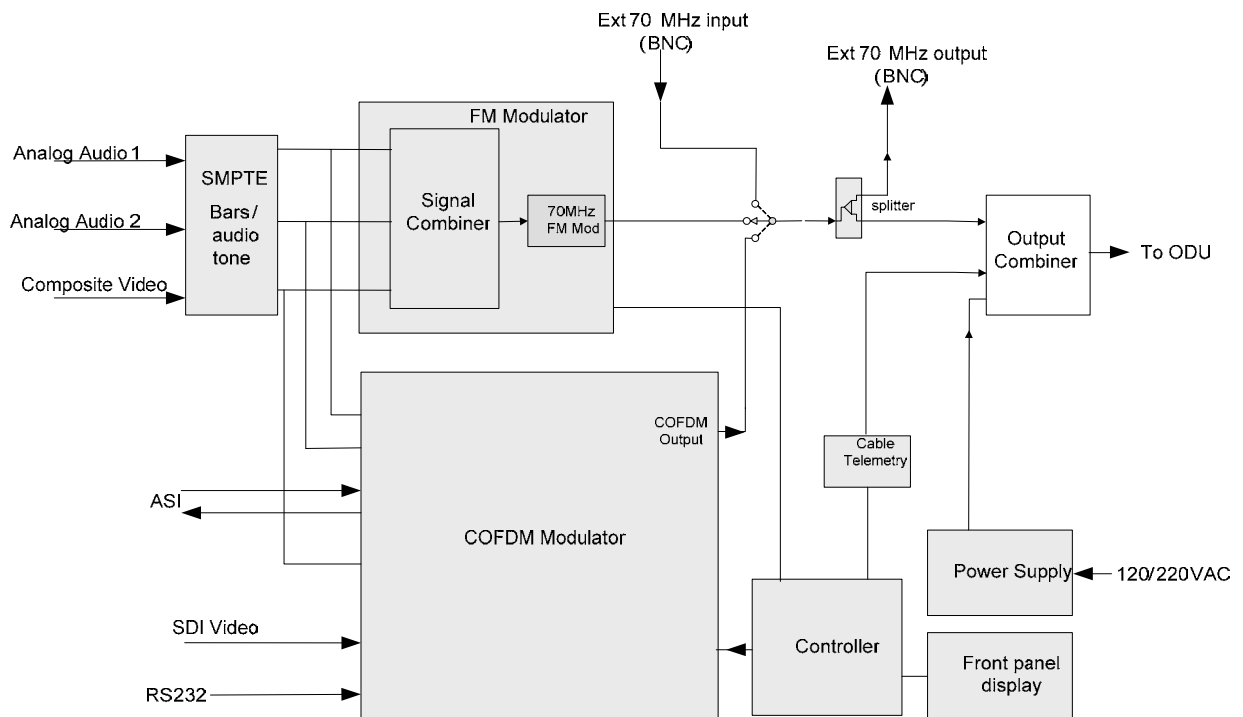 Ext 70 MHz input
(BNC)
Ext 70 MHz output
(BNC)
FM Modulator
Analog Audio 1
SMPTE
Bars/
audio
tone
Signal
Combiner
70MHz
FM Mod
splitter
Analog Audio 2
Output
Combiner
To ODU
Composite Video
COFDM
Output
Cable
Telemetry
ASI
COFDM Modulator
Power Supply
120/220VAC
SDI Video
Controller
Front panel
display
RS232